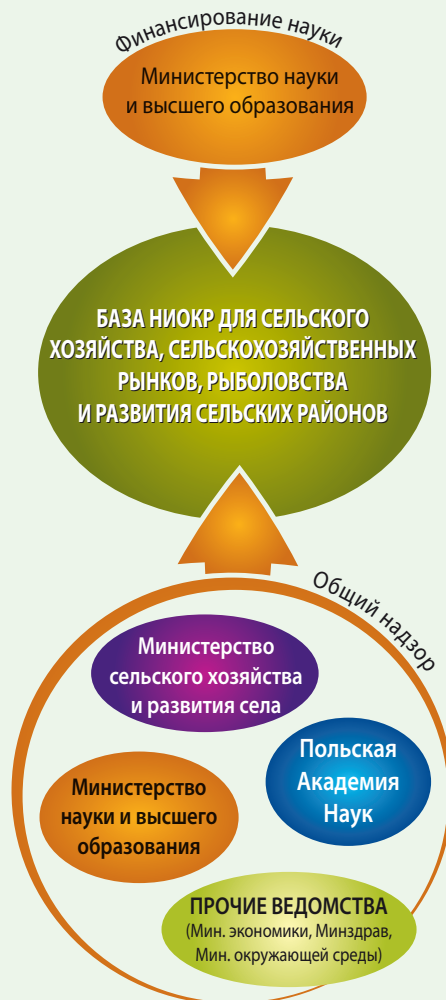 Финансирование науки
Министерство науки
и высшего образования
БАЗА НИОКР ДЛЯ СЕЛЬСКОГО
ХОЗЯЙСТВА, СЕЛЬСКОХОЗЯЙСТВЕННЫХ
РЫНКОВ, РЫБОЛОВСТВА
И РАЗВИТИЯ СЕЛЬСКИХ РАЙОНОВ
Общий надзор
Министерство
сельского хозяйства
и развития села
Польская
Академия
Наук
Министерство
науки и высшего
образования
ПРОЧИЕ ВЕДОМСТВА
(Мин. экономики, Минздрав,
Мин. окружающей среды)